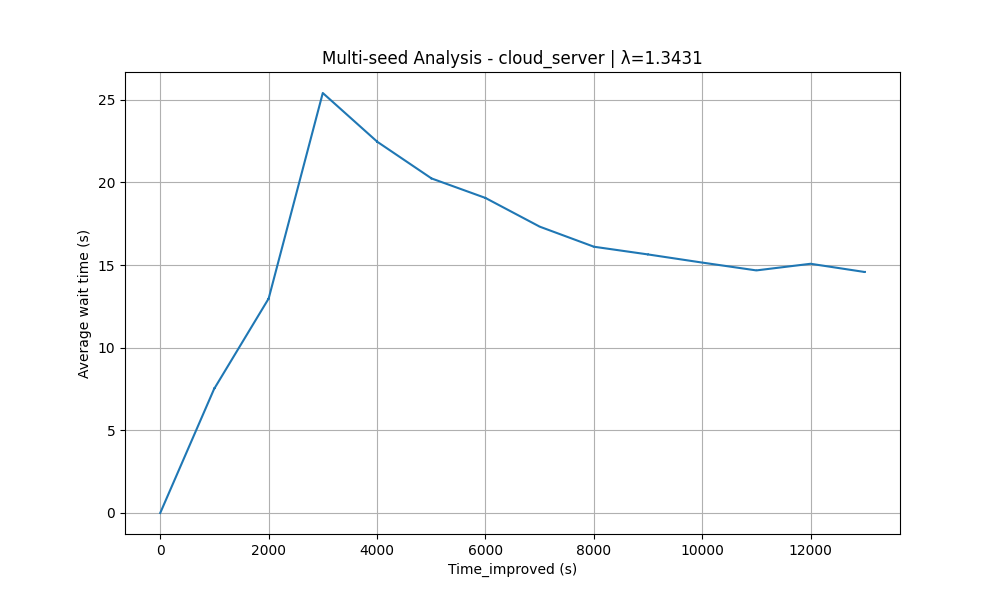 Multi-seed Analysis - cloud_server | λ=1.3431
Average wait time (s)
25
20
15
10
5
0
0 2000 4000 6000 8000 10000 12000
Time_improved (s)